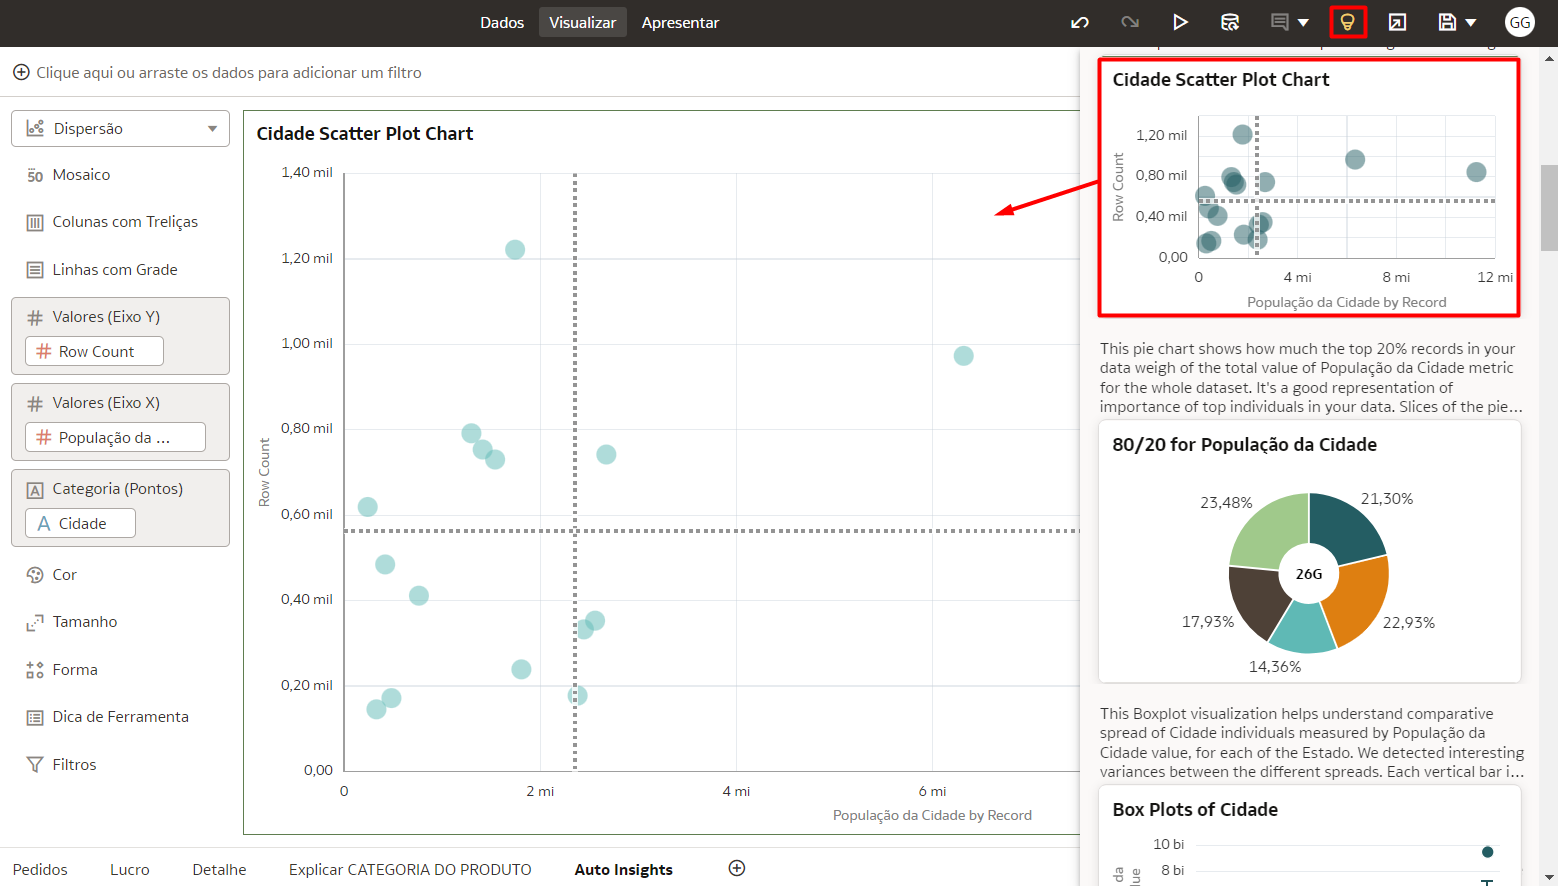 Dados
Visualizar
Apresentar
GG
Clique aqui ou arraste os dados para adicionar um filtro
Dispersão
Mosaico
Colunas com Treliças
Linhas com Grade
Valores (Eixo Y)
Row Count
Valores (Eixo X)
População da ...
Categoria (Pontos)
A Cidade
Cor
Tamanho
Forma
Dica de Ferramenta
Filtros
Cidade Scatter Plot Chart
1,40 mil
1,20 mil
1,00 mil
0,80 mil
0,60 mil
0,40 mil
0,20 mil
0,00
Row Count
0
2 mi
4 mi
6 mi
População da Cidade by Record
Cidade Scatter Plot Chart
1,20 mil
0,80 mil
0,40 mil
0,00
Row Count
0
4 mi
8 mi
12 mi
População da Cidade by Record
This pie chart shows how much the top 20% records in your
data weigh of the total value of População da Cidade metric
for the whole dataset. It's a good representation of
importance of top individuals in your data. Slices of the pie...
80/20 for População da Cidade
23,48%
21,30%
26G
17,93%
22,93%
14,36%
This Boxplot visualization helps understand comparative
spread of Cidade individuals measured by População da
Cidade value, for each of the Estado. We detected interesting
variances between the different spreads. Each vertical bar i...
Box Plots of Cidade
10 bi
8 bi
da
lue
Pedidos
Lucro
Detalhe
Explicar CATEGORIA DO PRODUTO
Auto Insights